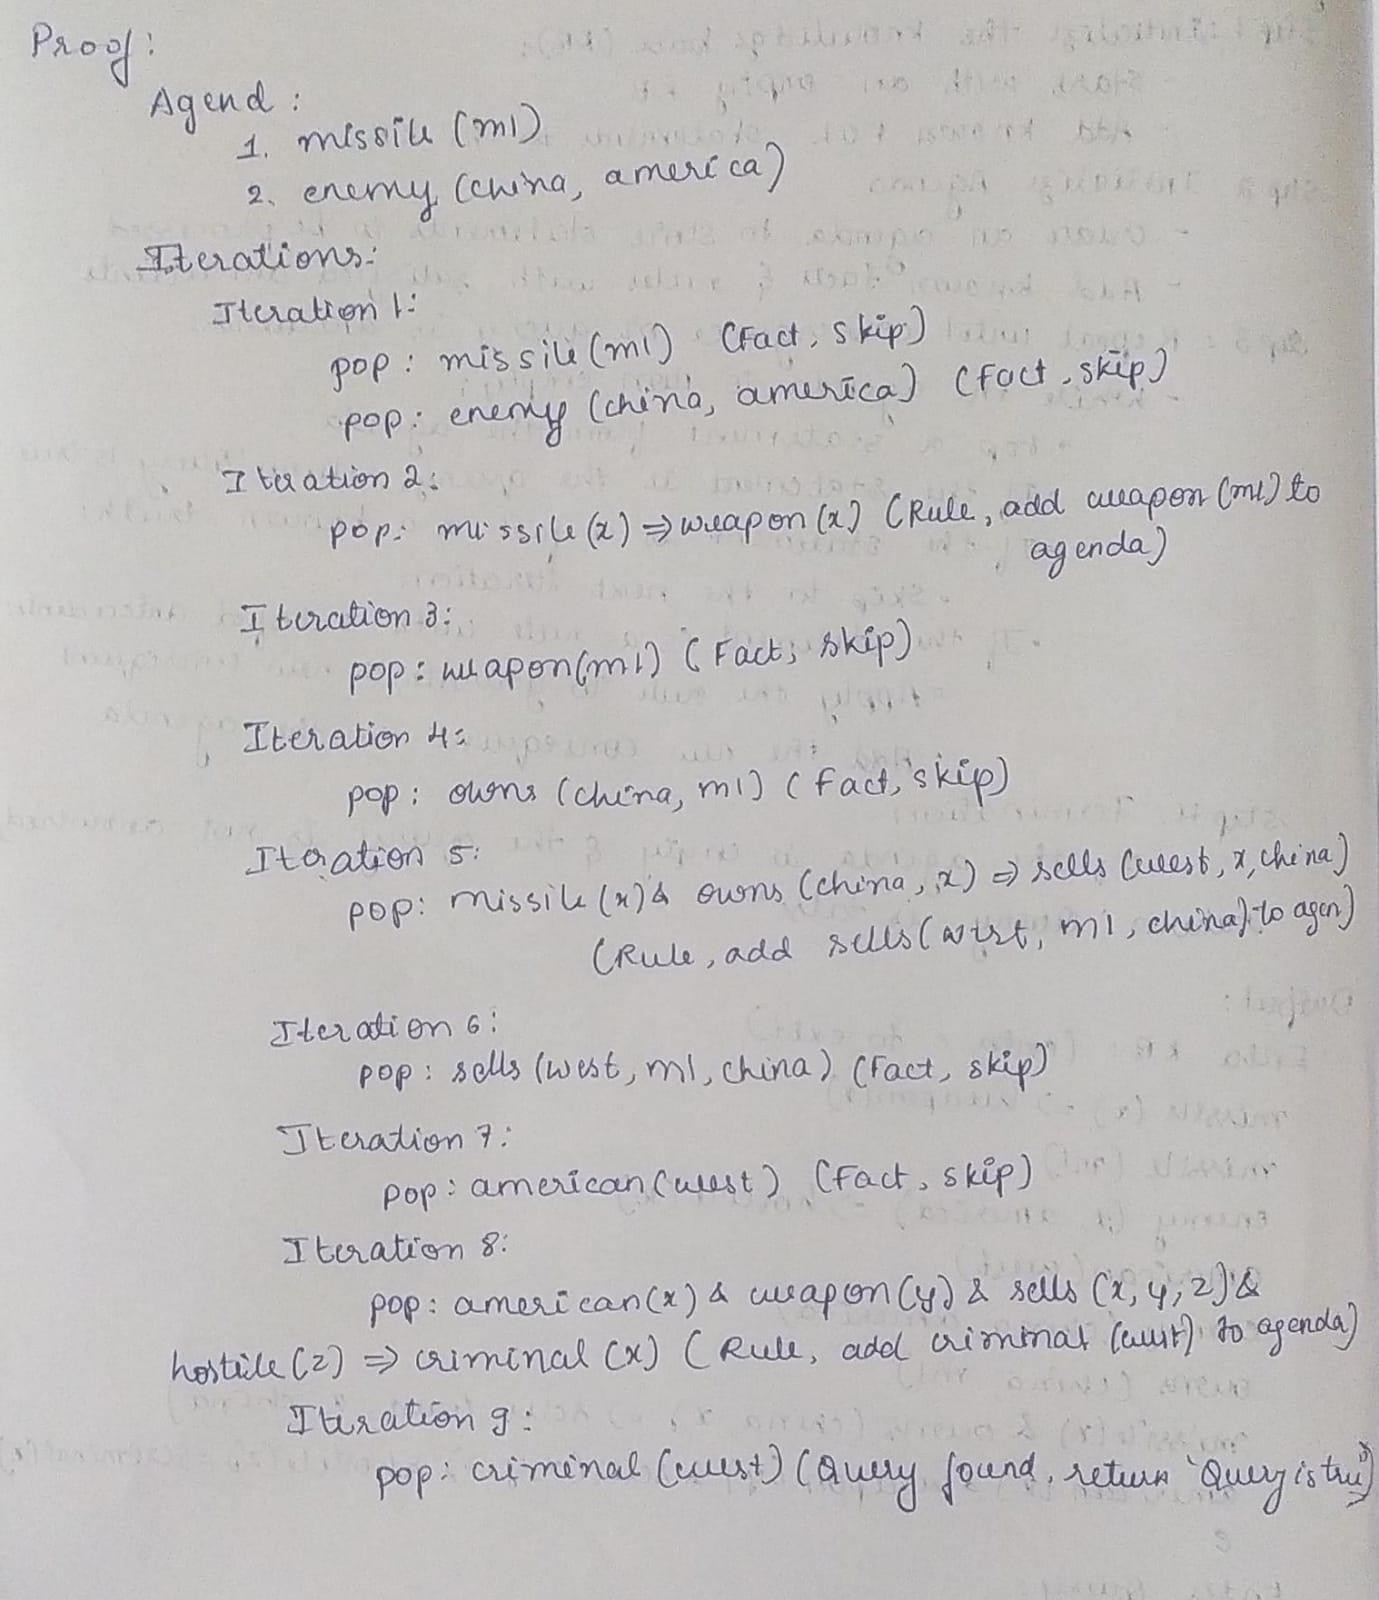 Proof:
Agend:
1. missile (m1)
2. enemy (china, america)
Iterations:
Iteration 1:
pop: missile (m1) (Fact, skip)
pop: enemy (china, america) (Fact, skip)
Iteration 2:
pop: missile (x) ⇒ weapon (x) (Rule, add weapon (m1) to
agenda)
Iteration 3:
pop: weapon (m1) (Fact, skip)
Iteration 4:
pop: owns (china, m1) (Fact, skip)
Iteration 5:
pop: missile (x) & owns (china, x) ⇒ sells (west, x, china)
(Rule, add sells (west, m1, china) to agen)
Iteration 6:
pop: sells (west, m1, china) (Fact, skip)
Iteration 7:
pop: american (west) (Fact, skip)
Iteration 8:
pop: american (x) & weapon (y) & sells (x, y, z) &
hostile (z) ⇒ criminal (x) (Rule, add criminal (west) to agenda)
Iteration 9:
pop: criminal (west) (Query found, return 'Query is true')